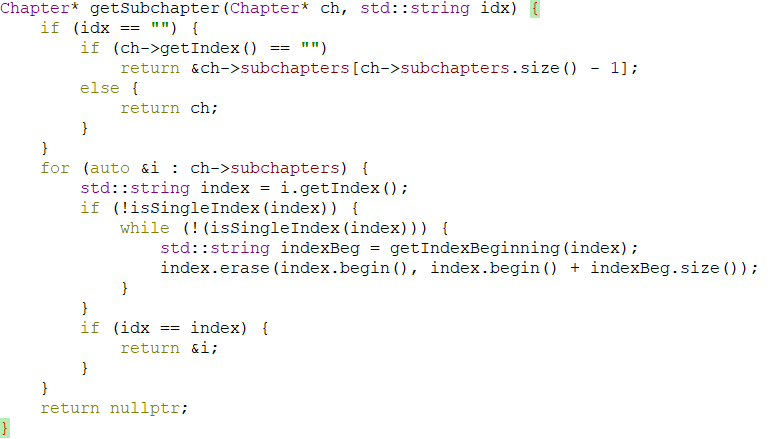 Chapter* getSubchapter(Chapter* ch, std::string idx) {
    if (idx == "") {
        if (ch->getIndex() == "")
            return &ch->subchapters[ch->subchapters.size() - 1];
        else {
            return ch;
        }
    }
    for (auto &i : ch->subchapters) {
        std::string index = i.getIndex();
        if (!isSingleIndex(index)) {
            while (!(isSingleIndex(index))) {
                std::string indexBeg = getIndexBeginning(index);
                index.erase(index.begin(), index.begin() + indexBeg.size());
            }
        }
        if (idx == index) {
            return &i;
        }
    }
    return nullptr;
}